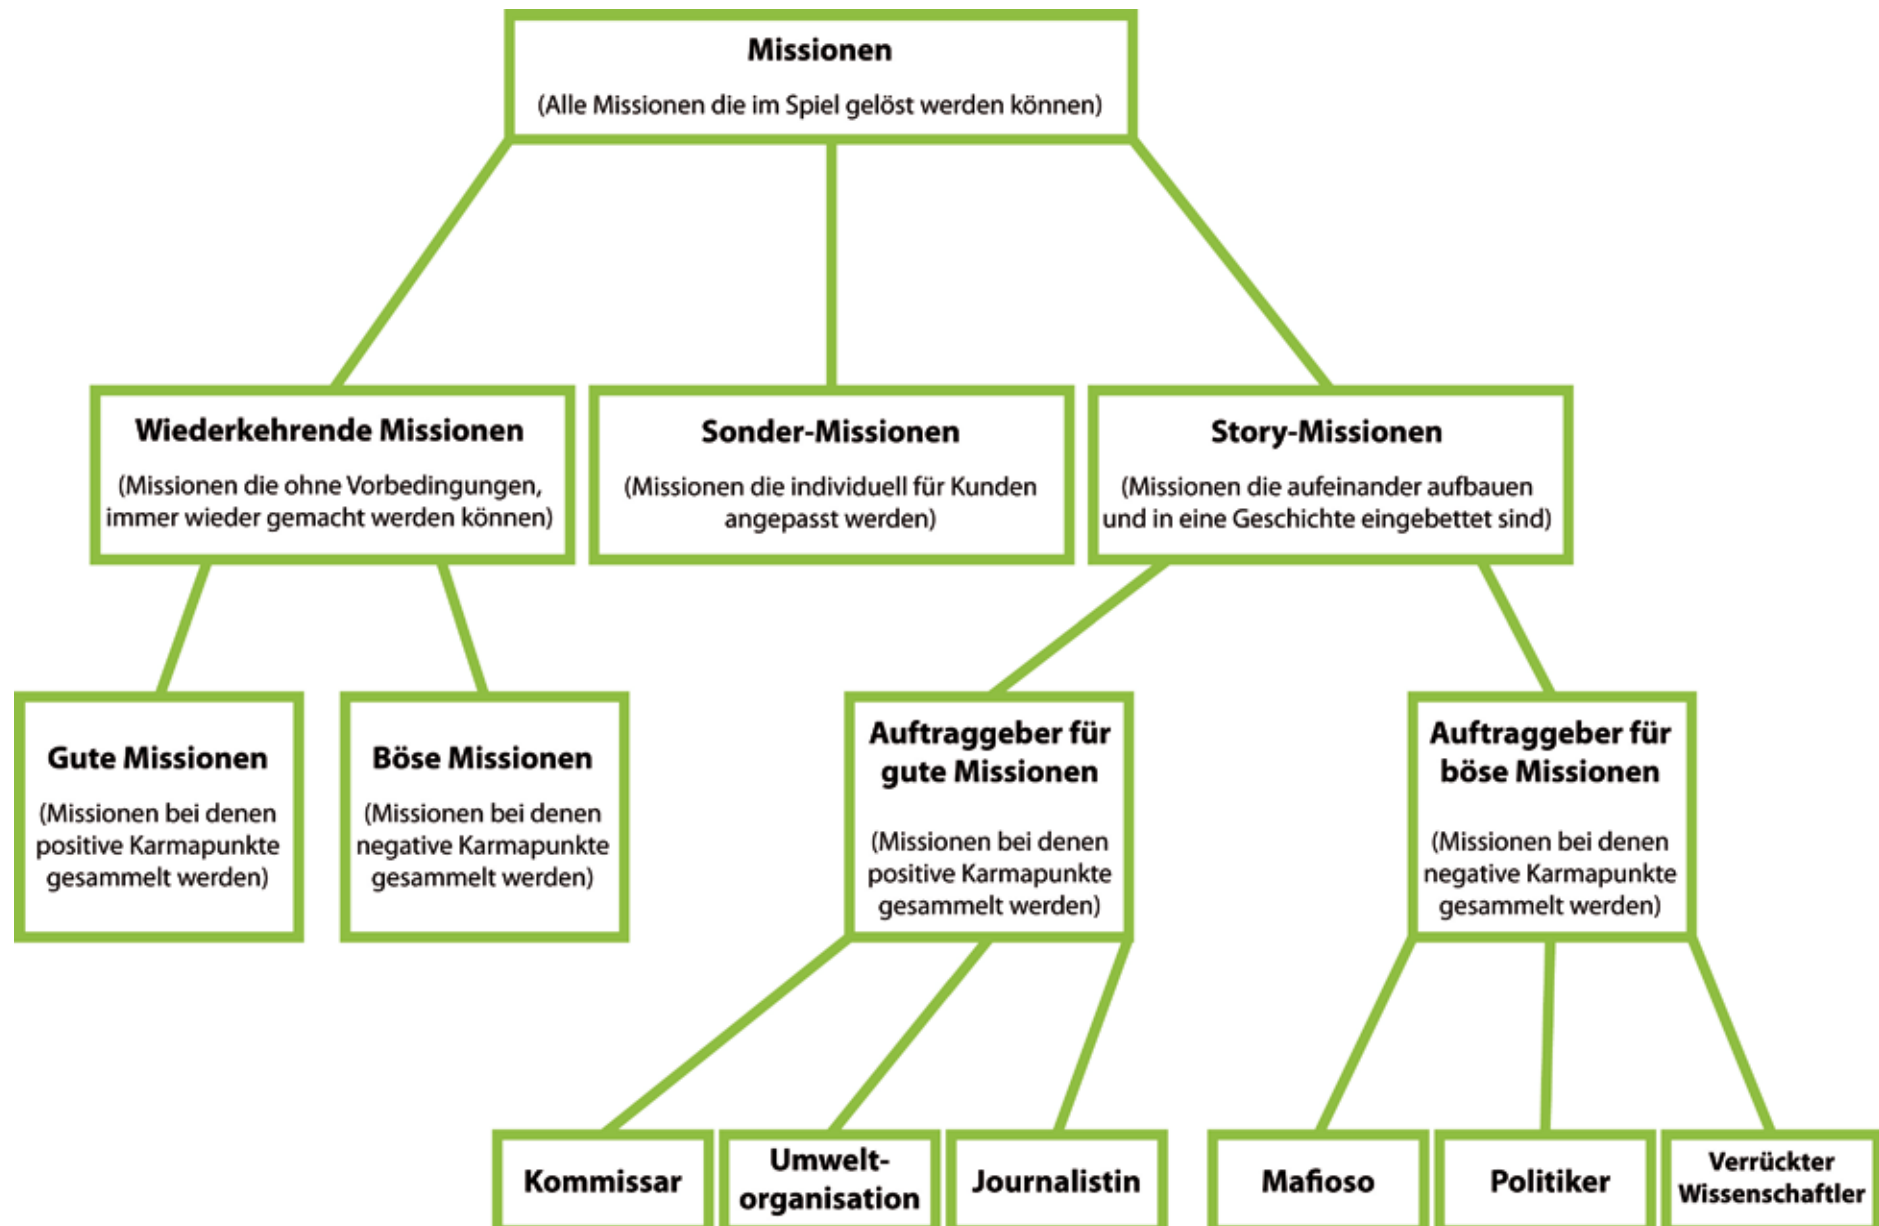 Missionen
(Alle Missionen die im Spiel gelöst werden können)
Wiederkehrende Missionen
(Missionen die ohne Vorbedingungen,
immer wieder gemacht werden können)
Sonder-Missionen
(Missionen die individuell für Kunden
angepasst werden)
Story-Missionen
(Missionen die aufeinander aufbauen
und in eine Geschichte eingebettet sind)
Gute Missionen
(Missionen bei denen
positive Karmapunkte
gesammelt werden)
Böse Missionen
(Missionen bei denen
negative Karmapunkte
gesammelt werden)
Auftraggeber für
gute Missionen
(Missionen bei denen
positive Karmapunkte
gesammelt werden)
Auftraggeber für
böse Missionen
(Missionen bei denen
negative Karmapunkte
gesammelt werden)
Kommissar
Umwelt-
organisation
Journalistin
Mafioso
Politiker
Verrückter
Wissenschaftler